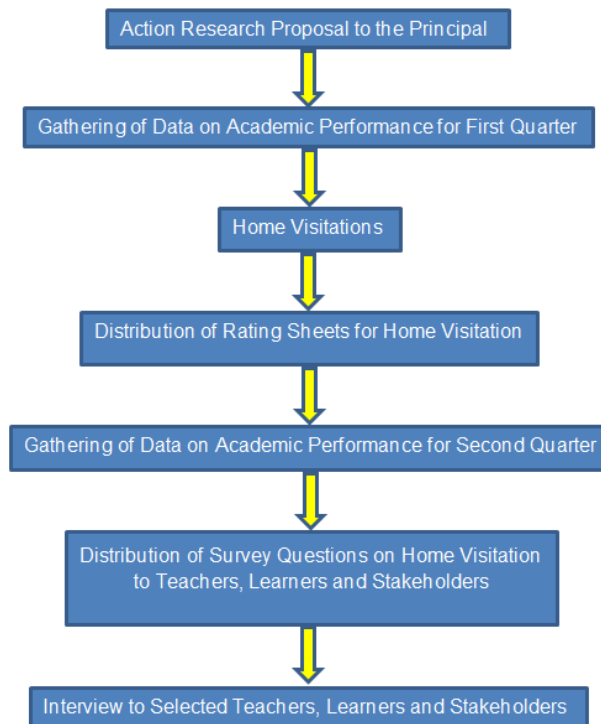 Action Research Proposal to the Principal
Gathering of Data on Academic Performance for First Quarter
Home Visitations
Distribution of Rating Sheets for Home Visitation
Gathering of Data on Academic Performance for Second Quarter
Distribution of Survey Questions on Home Visitation
to Teachers, Learners and Stakeholders
Interview to Selected Teachers, Learners and Stakeholders